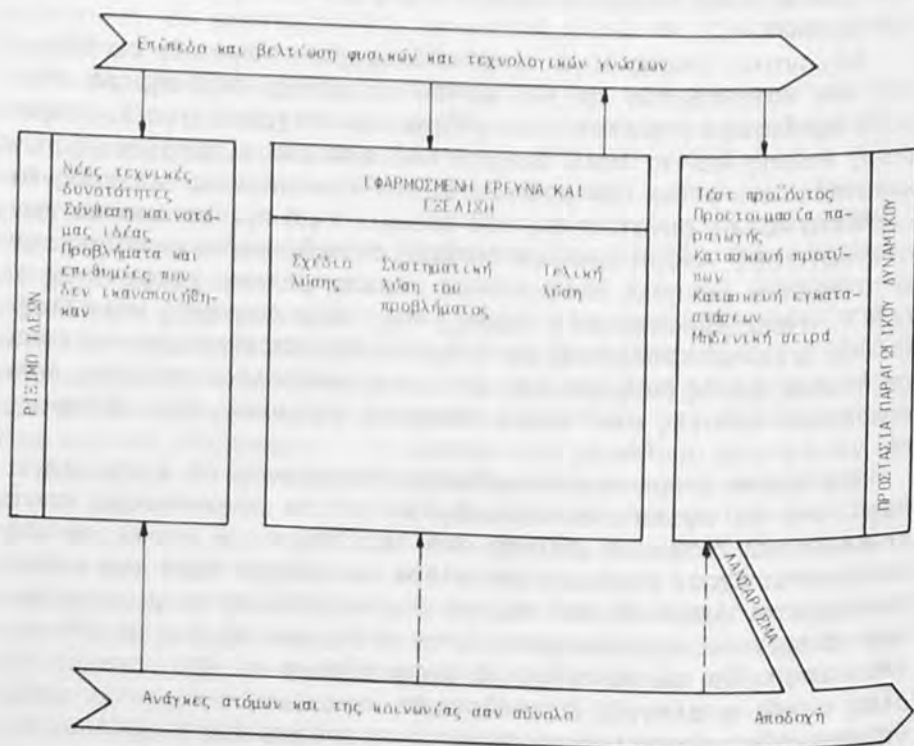 Επίπεδο και βελτίωση φυσικών και τεχνολογικών γνώσεων
ΡΙΞΙΜΟ ΙΔΕΩΝ
Νέες τεχνικές
δυνατότητες
Σύνθεση καινοτό-
μας ιδέας
Προβλήματα και
επιθυμίες που
δεν ικανοποιήθη-
καν
ΕΦΑΡΜΟΣΜΕΝΗ ΕΡΕΥΝΑ ΚΑΙ
ΕΞΕΛΙΞΗ
Σχέδιο
λύσης
Συστηματική
λύση του
προβλήματος
Τελική
λύση
Τέστ προϊόντος
Προετοιμασία πα-
ραγωγής
Κατασκευή προτύ-
πων
Κατασκευή εγκατα-
στάσεων
Μηδενική σειρά
ΠΡΟΣΤΑΣΙΑ ΠΑΡΑΓΩΓΙΚΟΥ ΔΥΝΑΜΙΚΟΥ
ΛΑΝΣΑΡΙΣΜΑ
Ανάγκες ατόμων και της κοινωνέας σαν σύνολο
Αποδοχή